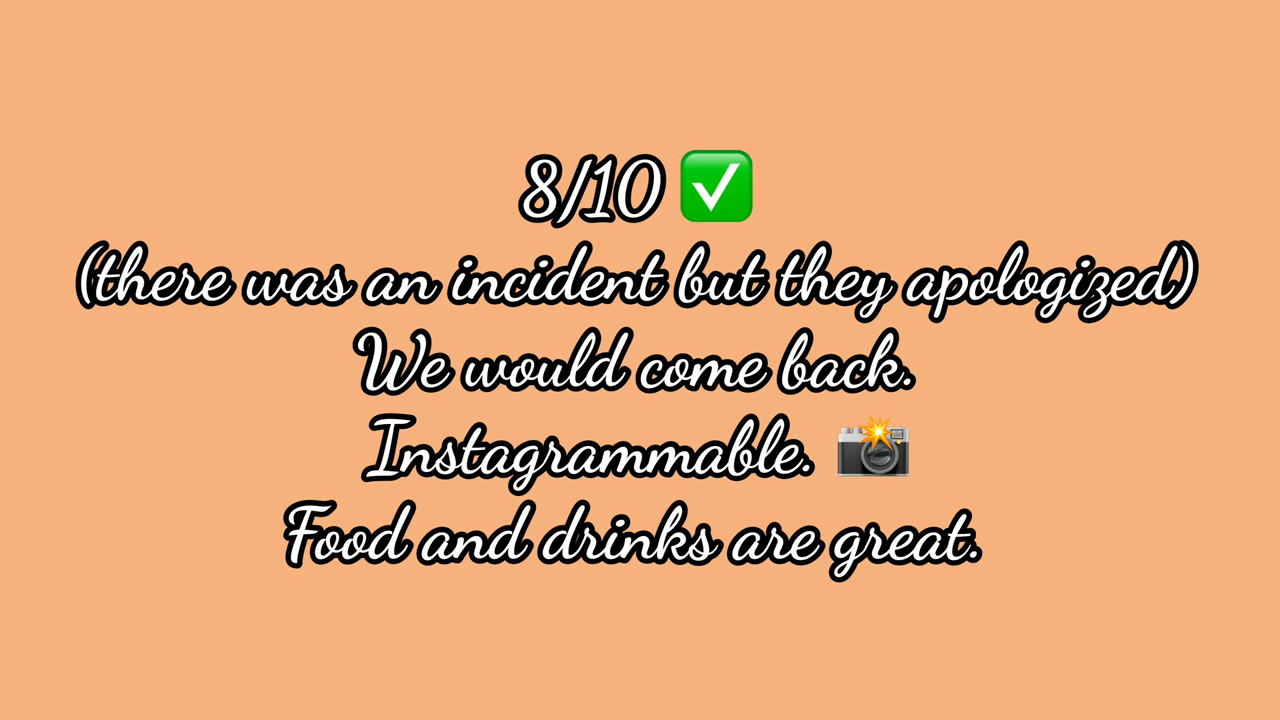 8/10 ✅
(there was an incident but they apologized)
We would come back.
Instagrammable. 📸
Food and drinks are great.